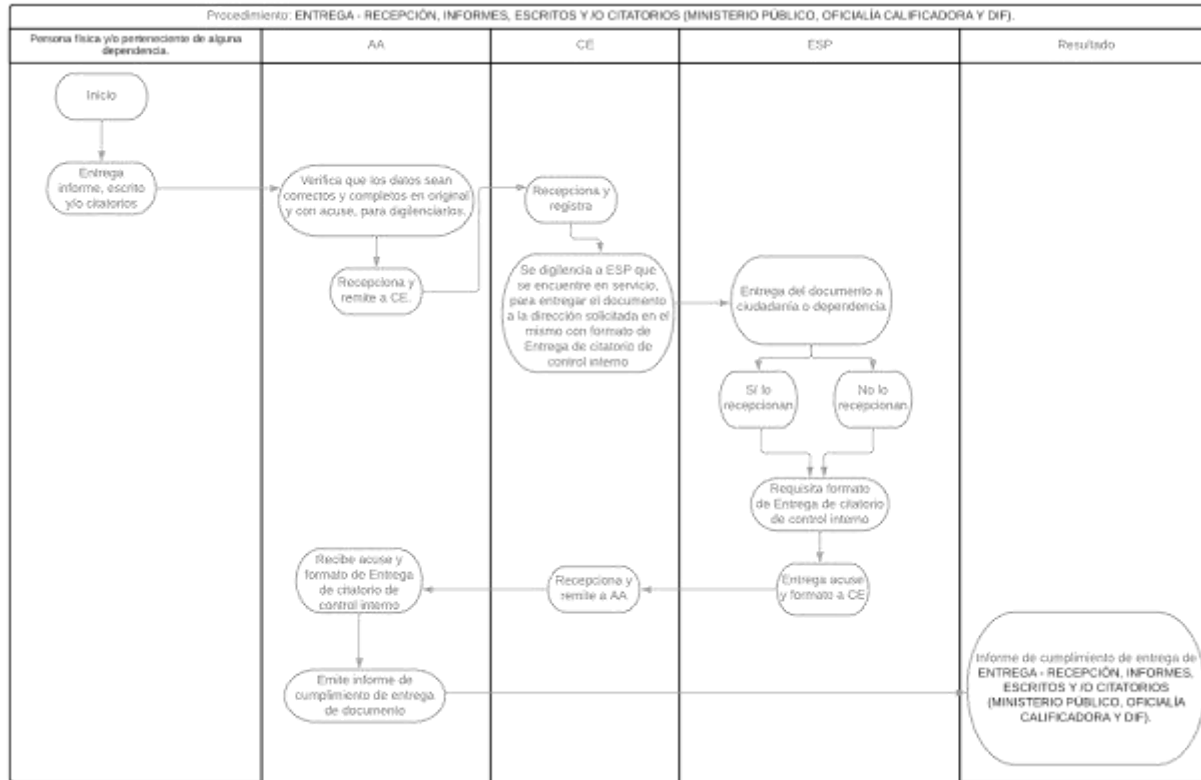 Procedimiento: ENTREGA - RECEPCIÓN, INFORMES, ESCRITOS Y /O CITATORIOS (MINISTERIO PÚBLICO, OFICIALÍA CALIFICADORA Y DIF).
Persona física y/o perteneciente de alguna
dependencia.
AA
CE
ESP
Resultado
Inicio
Entrega
informe, escrito
y/o citatorios
Verifica que los datos sean
correctos y completos en original
y con acuse, para digilenciarlos.
Recepciona y
remite a CE.
Recepciona y
registra
Se digilencia a ESP que
se encuentre en servicio,
para entregar el documento
a la dirección solicitada en el
mismo con formato de
Entrega de citatorio de
control interno
Entrega del documento a
ciudadanía o dependencia
Sí lo
recepcionan
No lo
recepcionan
Requisita formato
de Entrega de citatorio
de control interno
Entrega acuse
y formato a CE
Recepciona y
remite a AA
Recibe acuse y
formato de Entrega
de citatorio de
control interno
Emite informe de
cumplimiento de entrega
de documento
Informe de cumplimiento de entrega de
ENTREGA - RECEPCIÓN, INFORMES,
ESCRITOS Y /O CITATORIOS
(MINISTERIO PÚBLICO, OFICIALÍA
CALIFICADORA Y DIF).